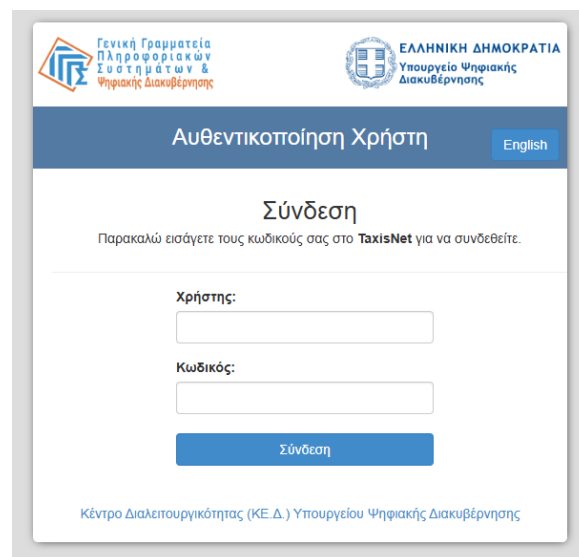 Γενική Γραμματεία
Πληροφοριακών
Συστημάτων &
Ψηφιακής Διακυβέρνησης
ΕΛΛΗΝΙΚΗ ΔΗΜΟΚΡΑΤΙΑ
Υπουργείο Ψηφιακής
Διακυβέρνησης
Αυθεντικοποίηση Χρήστη
English
Σύνδεση
Παρακαλώ εισάγετε τους κωδικούς σας στο TaxisNet για να συνδεθείτε.
Χρήστης:
Κωδικός:
Σύνδεση
Κέντρο Διαλειτουργικότητας (ΚΕ.Δ.) Υπουργείου Ψηφιακής Διακυβέρνησης